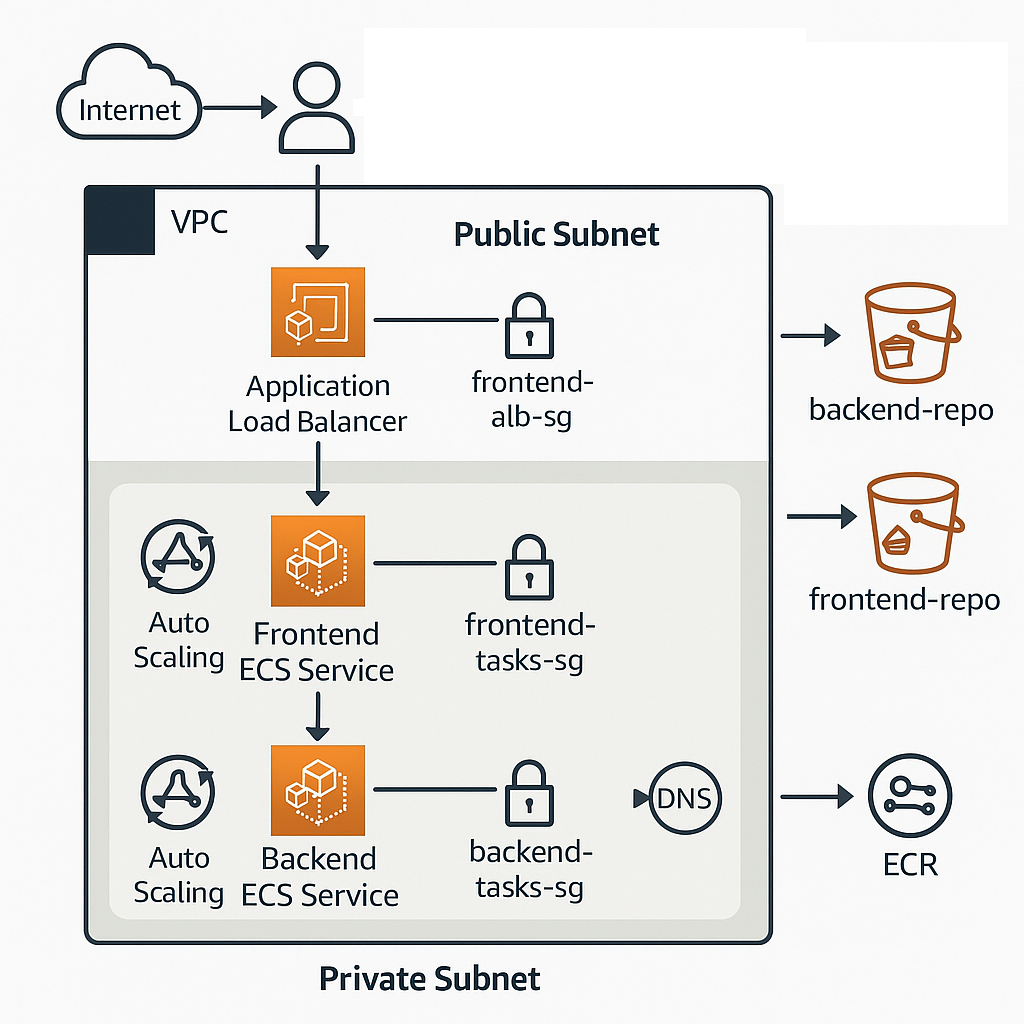 Internet
VPC
Public Subnet
Application
Load Balancer
frontend-
alb-sg
backend-repo
Auto
Scaling
Frontend
ECS Service
frontend-
tasks-sg
frontend-repo
Auto
Scaling
Backend
ECS Service
backend-
tasks-sg
DNS
ECR
Private Subnet